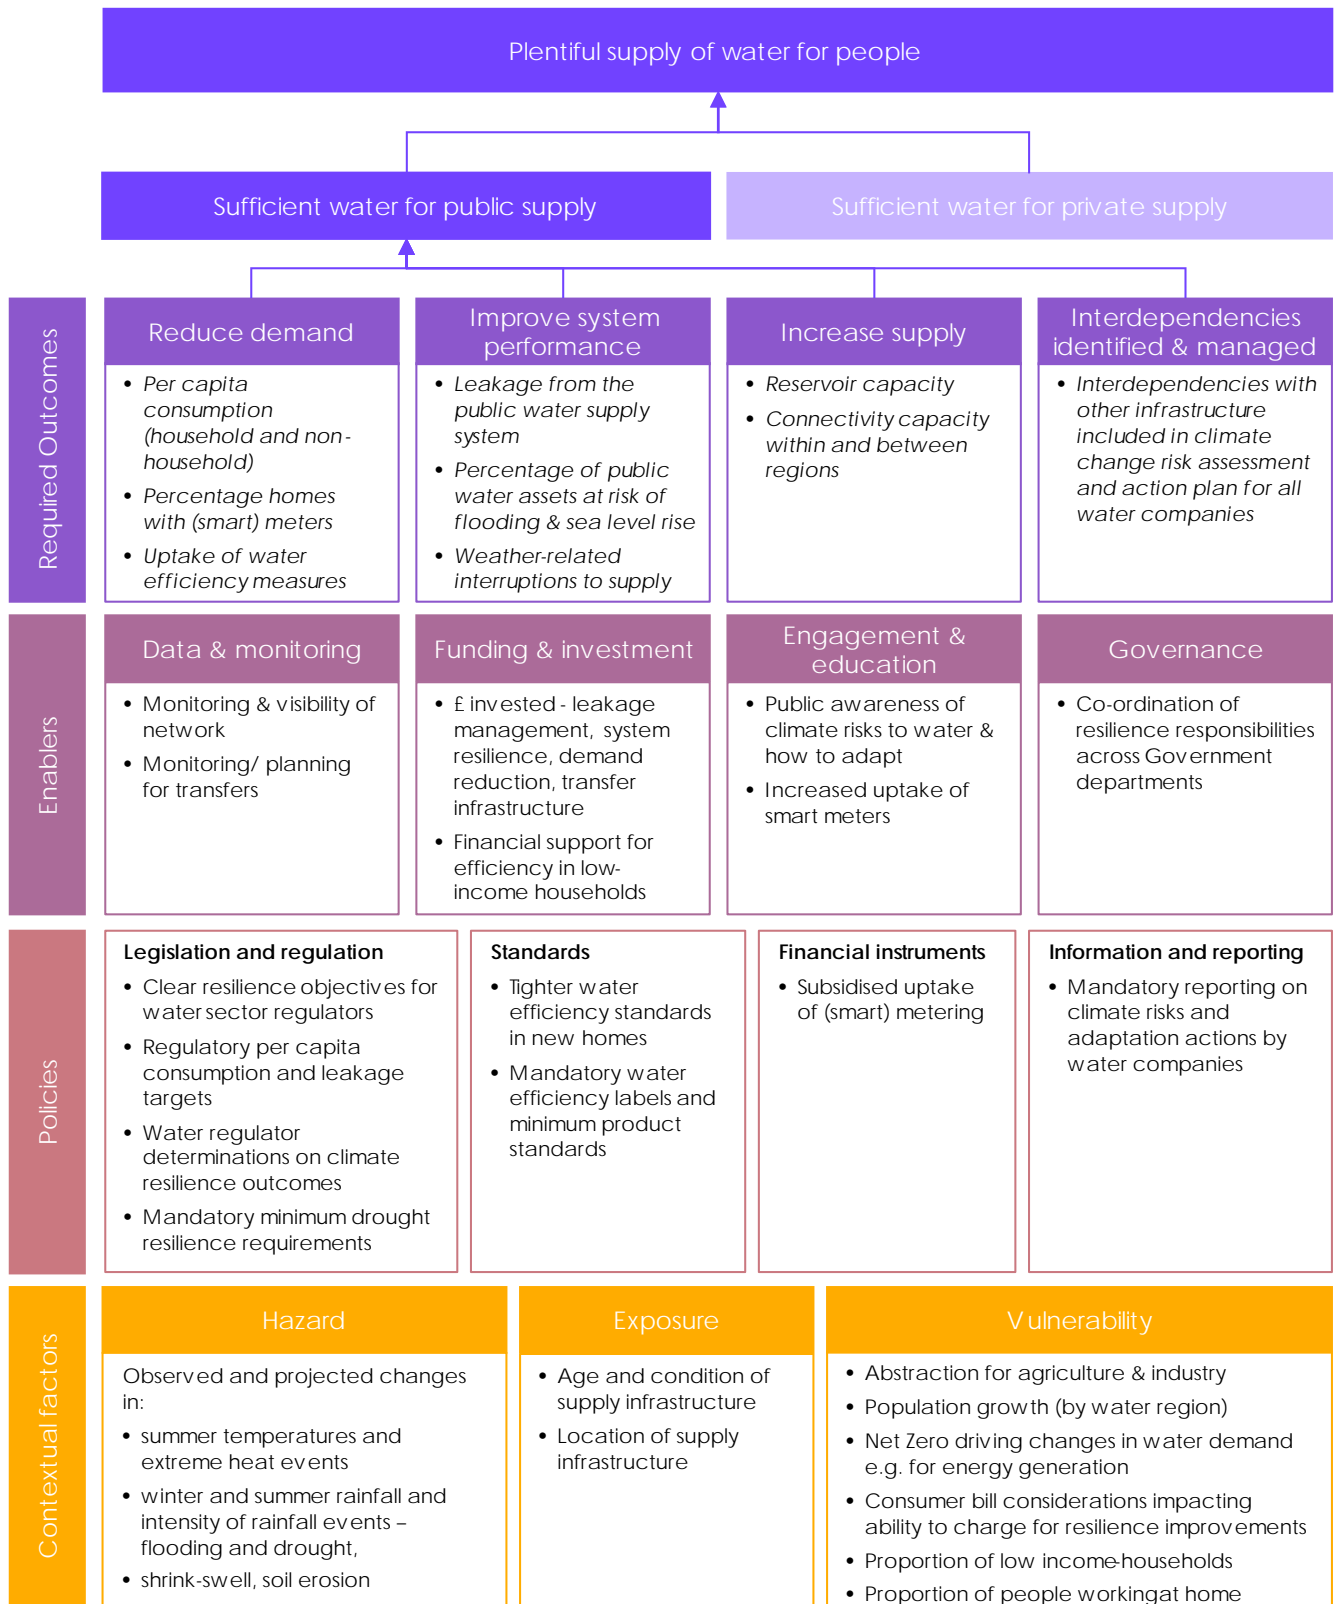 Plentiful supply of water for people
Sufficient water for public supply
Sufficient water for private supply
Required Outcomes
Reduce demand
• Per capita
consumption
(household and non-
household)
• Percentage homes
with (smart) meters
• Uptake of water
efficiency measures
Improve system
performance
• Leakage from the
public water supply
system
• Percentage of public
water assets at risk of
flooding & sea level rise
• Weather-related
interruptions to supply
Increase supply
• Reservoir capacity
• Connectivity capacity
within and between
regions
Interdependencies
identified & managed
• Interdependencies with
other infrastructure
included in climate
change risk assessment
and action plan for all
water companies
Enablers
Data & monitoring
• Monitoring & visibility of
network
• Monitoring/ planning
for transfers
Funding & investment
• £ invested - leakage
management, system
resilience, demand
reduction, transfer
infrastructure
• Financial support for
efficiency in low-
income households
Engagement &
education
• Public awareness of
climate risks to water &
how to adapt
• Increased uptake of
smart meters
Governance
• Co-ordination of
resilience responsibilities
across Government
departments
Policies
Legislation and regulation
• Clear resilience objectives for
water sector regulators
• Regulatory per capita
consumption and leakage
targets
• Water regulator
determinations on climate
resilience outcomes
• Mandatory minimum drought
resilience requirements
Standards
• Tighter water
efficiency standards
in new homes
• Mandatory water
efficiency labels and
minimum product
standards
Financial instruments
• Subsidised uptake
of (smart) metering
Information and reporting
• Mandatory reporting on
climate risks and
adaptation actions by
water companies
Contextual factors
Hazard
Observed and projected changes
in:
• summer temperatures and
extreme heat events
• winter and summer rainfall and
intensity of rainfall events –
flooding and drought,
• shrink-swell, soil erosion
Exposure
• Age and condition of
supply infrastructure
• Location of supply
infrastructure
Vulnerability
• Abstraction for agriculture & industry
• Population growth (by water region)
• Net Zero driving changes in water demand
e.g. for energy generation
• Consumer bill considerations impacting
ability to charge for resilience improvements
• Proportion of low income-households
• Proportion of people workingat home